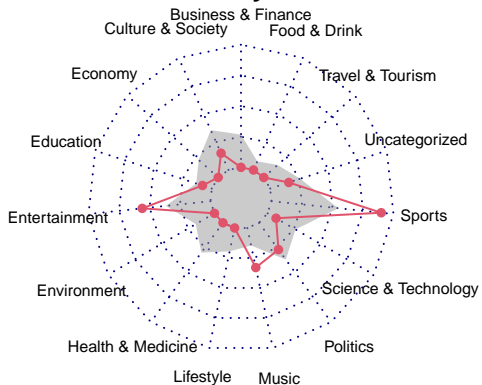 Business & Finance
Culture & Society
Food & Drink
Economy
Travel & Tourism
Education
Uncategorized
Entertainment
Sports
Environment
Science & Technology
Health & Medicine
Politics
Lifestyle
Music